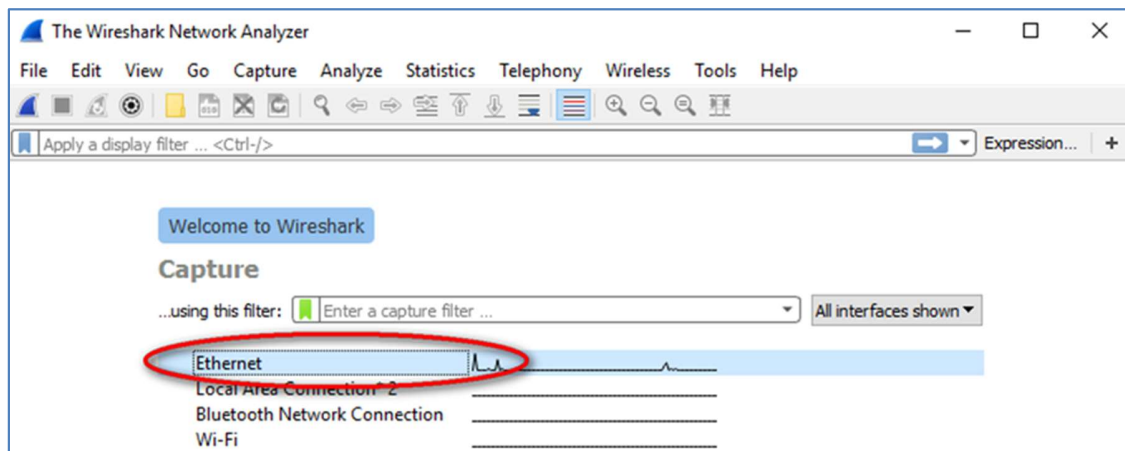 The Wireshark Network Analyzer
File Edit View Go Capture Analyze Statistics Telephony Wireless Tools Help
Apply a display filter ... <Ctrl-/> Expression... +
Welcome to Wireshark
Capture
...using this filter: Enter a capture filter ... All interfaces shown
Ethernet
Local Area Connection* 2
Bluetooth Network Connection
Wi-Fi